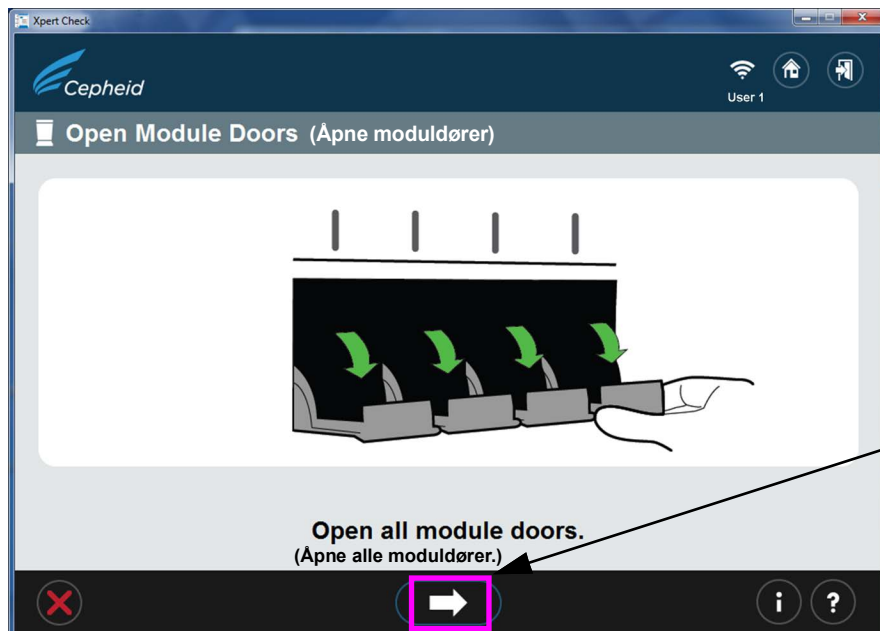 Xpert Check
Cepheid
User 1
Open Module Doors (Åpne moduldører)
Open all module doors.
(Åpne alle moduldører.)
i ?